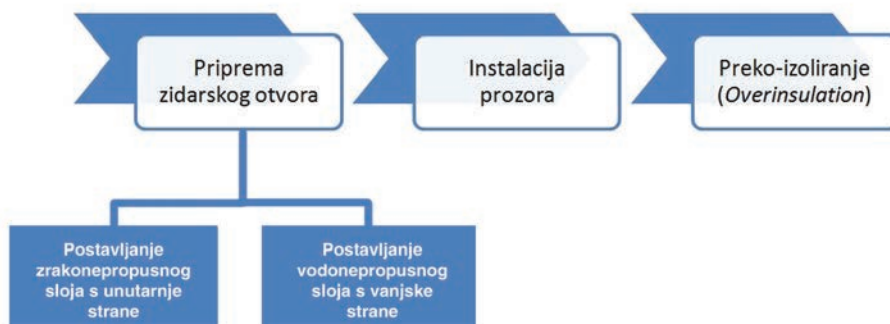 Priprema
zidarskog otvora
Instalacija
prozora
Preko-izoliranje
(Overinsulation)
Postavljanje
zrakonepropusnog
sloja s unutarnje
strane
Postavljanje
vodonepropusnog
sloja s vanjske
strane